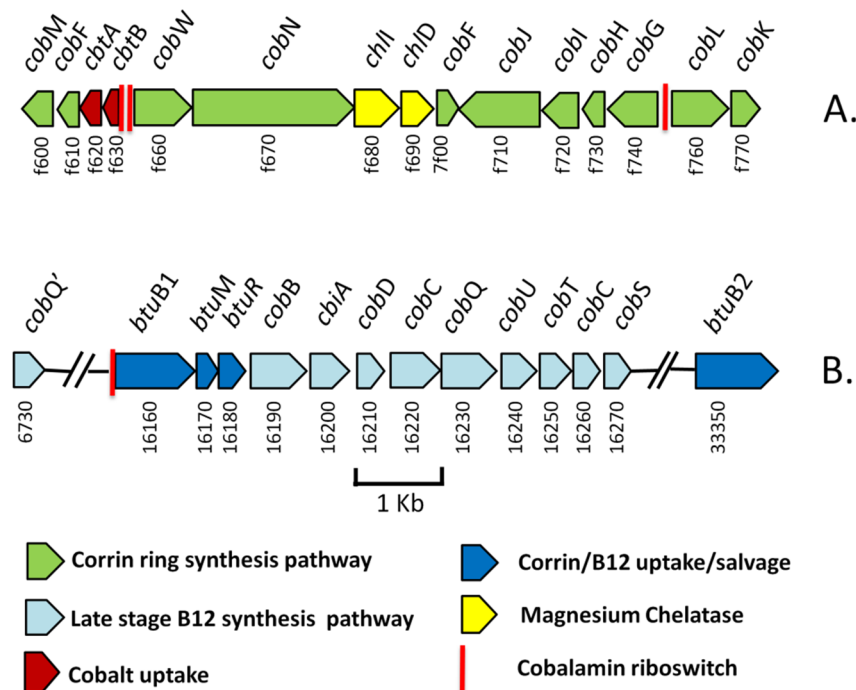 cobM cobF cbtA cbtB cobW cobN chlI chlD cobF cobJ cobI cobH cobG cobL cobK
A.
f600 f610 f620 f630 f660 f670 f680 f690 7f00 f710 f720 f730 f740 f760 f770
cobQ’ btuB1 btuM btuR cobB cbiA cobD cobC cobQ cobU cobT cobC cobS btuB2
B.
6730 16160 16170 16180 16190 16200 16210 16220 16230 16240 16250 16260 16270 33350
1 Kb
Corrin ring synthesis pathway
Corrin/B12 uptake/salvage
Late stage B12 synthesis pathway
Magnesium Chelatase
Cobalt uptake
Cobalamin riboswitch